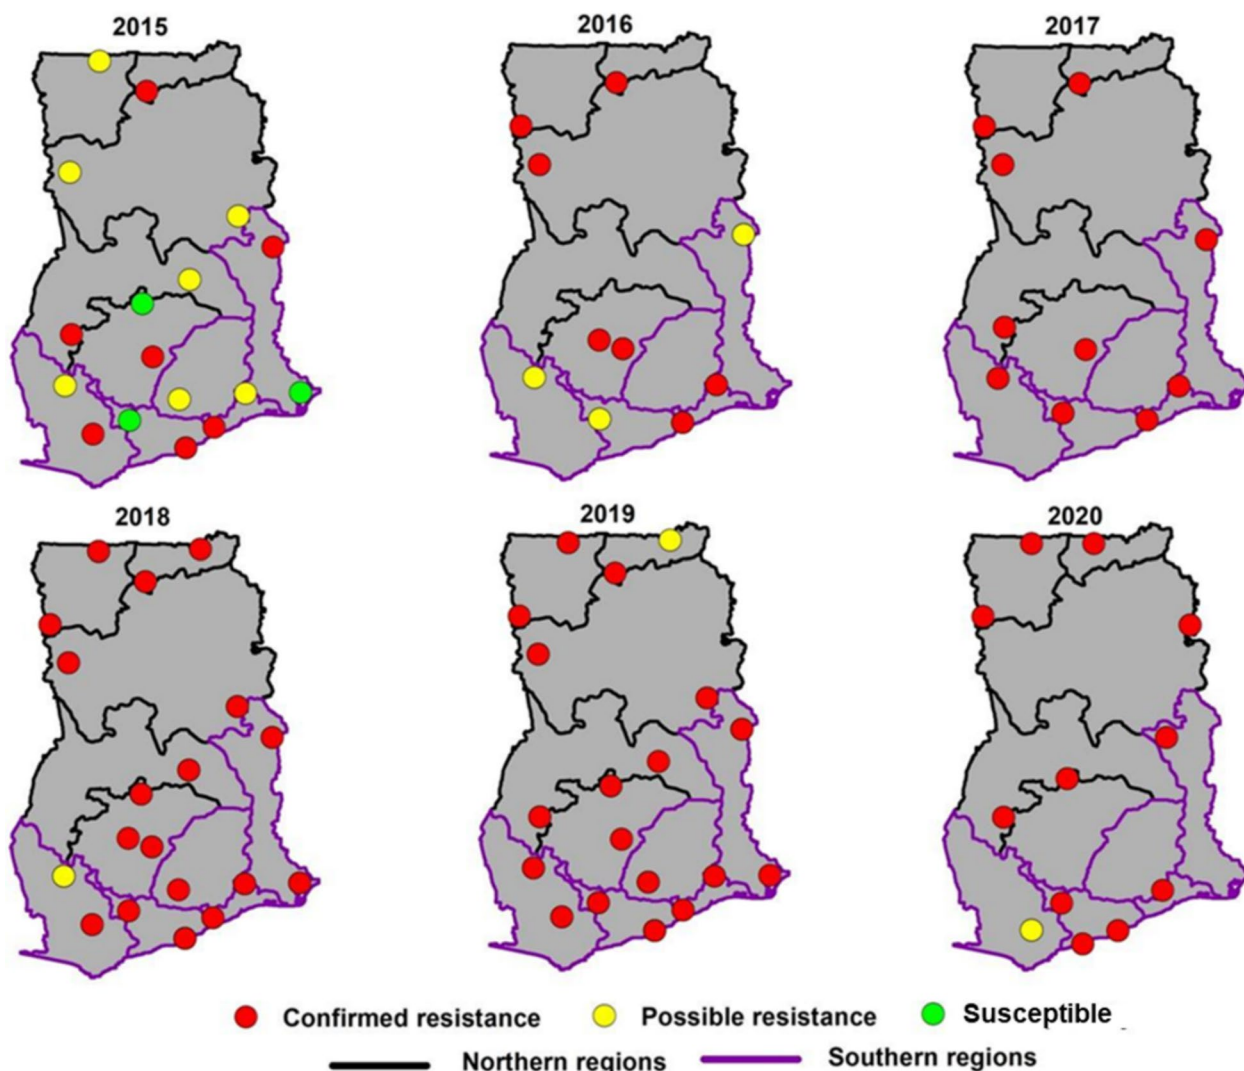 2015
2016
2017
2018
2019
2020
Confirmed resistance
Possible resistance
Susceptible
Northern regions
Southern regions